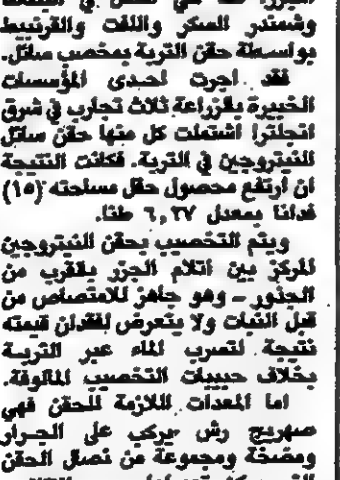 وشمندر السكر واللفت والقرنبيط
بواسطة حقن التربة بمخصب سائل.
فقد اجرت احدى المؤسسات
الخبيرة بالزراعة ثلاث تجارب في شرق
انجلترا اشتملت كل منها حقن سائل
النيتروجين في التربة. فكانت النتيجة
ان ارتفع محصول حقل مساحته (١٥)
فدانا بمعدل ٦,٢٧ طنا.
ويتم التخصيب بحقن النيتروجين
المركز بين اتلام الجزر بالقرب من
الجذور - وهو جاهز للامتصاص من
قبل النبات ولا يتعرض لفقدان قيمته
نتيجة لتسرب الماء عبر التربة
بخلاف حبيبات التخصيب المألوفة.
اما المعدات اللازمة للحقن فهي
صهريج رش يركب على الجرار
ومضخة ومجموعة من نصال الحقن